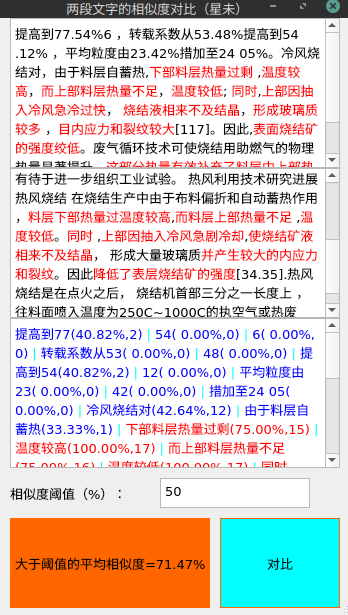 两段文字的相似度对比（星未）
提高到77.54%6 ，转载系数从53.48%提高到54
.12% ，平均粒度由23.42%措加至24 05%。冷风烧
结对，由于料层自蓄热,下部料层热量过剩 ,温度较
高，而上部料层热量不足，温度较低; 同时,上部因抽
入冷风急冷过快， 烧结液相来不及结晶，形成玻璃质
较多 ，目内应力和裂纹较大[117]。因此,表面烧结矿
的强度绞低。废气循环技术可使烧结用助燃气的物理
有待于进一步组织工业试验。 热风利用技术研究进展
热风烧结 在烧结生产中由于布料偏折和自动蓄热作用
，料层下部热量过温度较高,而料层上部热量不足 ,温
度较低。同时 ,上部因抽入冷风急剧冷却,使烧结矿液
相来不及结晶， 形成大量玻璃质并产生较大的内应力
和裂纹。因此降低了表层烧结矿的强度[34.35].热风
烧结是在点火之后， 烧结机首部三分之一长度上 ，
往料面喷入温度为250C~1000C的执空气或热废
提高到77(40.82%,2) | 54( 0.00%,0) | 6( 0.00%,
0) | 转载系数从53( 0.00%,0) | 48( 0.00%,0) | 提
高到54(40.82%,2) | 12( 0.00%,0) | 平均粒度由
23( 0.00%,0) | 42( 0.00%,0) | 措加至24 05(
0.00%,0) | 冷风烧结对(42.64%,12) | 由于料层自
蓄热(33.33%,1) | 下部料层热量过剩(75.00%,15) |
温度较高(100.00%,17) | 而上部料层热量不足
(75.00%,16) | 温度较低(100.00%,17) | 同时
相似度阈值（%）：
50
大于阈值的平均相似度=71.47%
对比